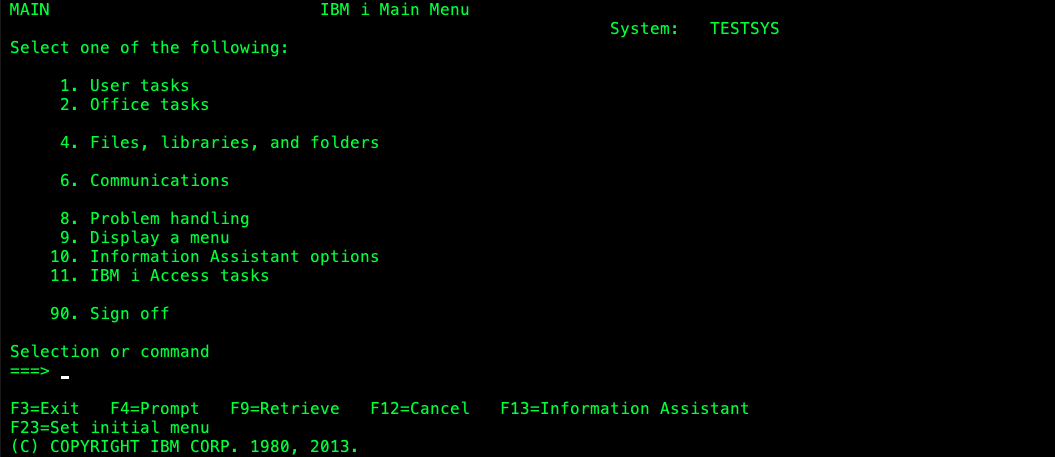 MAIN                           IBM i Main Menu
System:   TESTSYS
Select one of the following:
1. User tasks
2. Office tasks
4. Files, libraries, and folders
6. Communications
8. Problem handling
9. Display a menu
10. Information Assistant options
11. IBM i Access tasks
90. Sign off
Selection or command
===>
F3=Exit   F4=Prompt   F9=Retrieve   F12=Cancel   F13=Information Assistant
F23=Set initial menu
(C) COPYRIGHT IBM CORP. 1980, 2013.